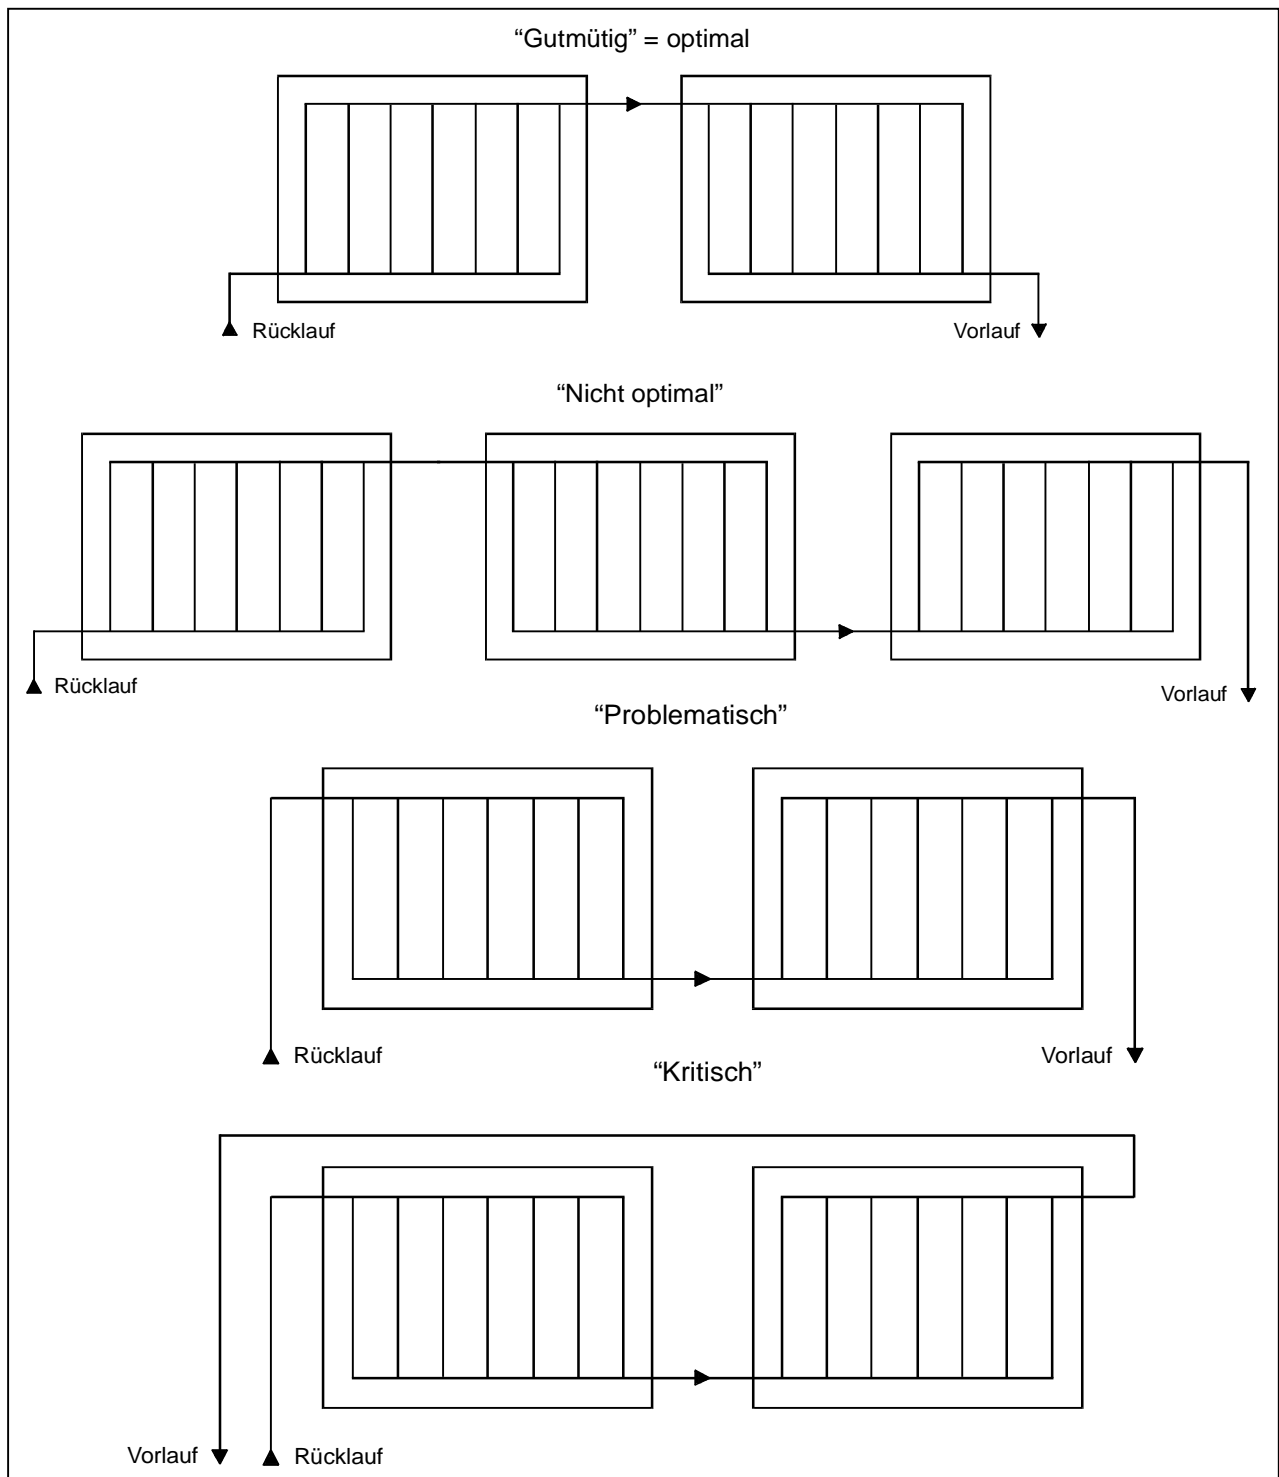 “Gutmütig” = optimal
Rücklauf
Vorlauf
“Nicht optimal”
Rücklauf
Vorlauf
“Problematisch”
Rücklauf
Vorlauf
“Kritisch”
Vorlauf
Rücklauf